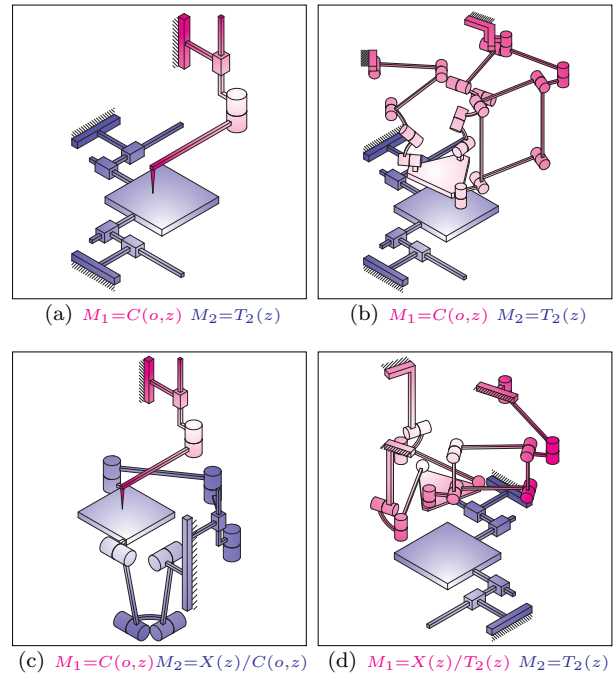 (a) M₁=C(o,z) M₂=T₂(z)
(b) M₁=C(o,z) M₂=T₂(z)
(c) M₁=C(o,z)M₂=X(z)/C(o,z)
(d) M₁=X(z)/T₂(z) M₂=T₂(z)